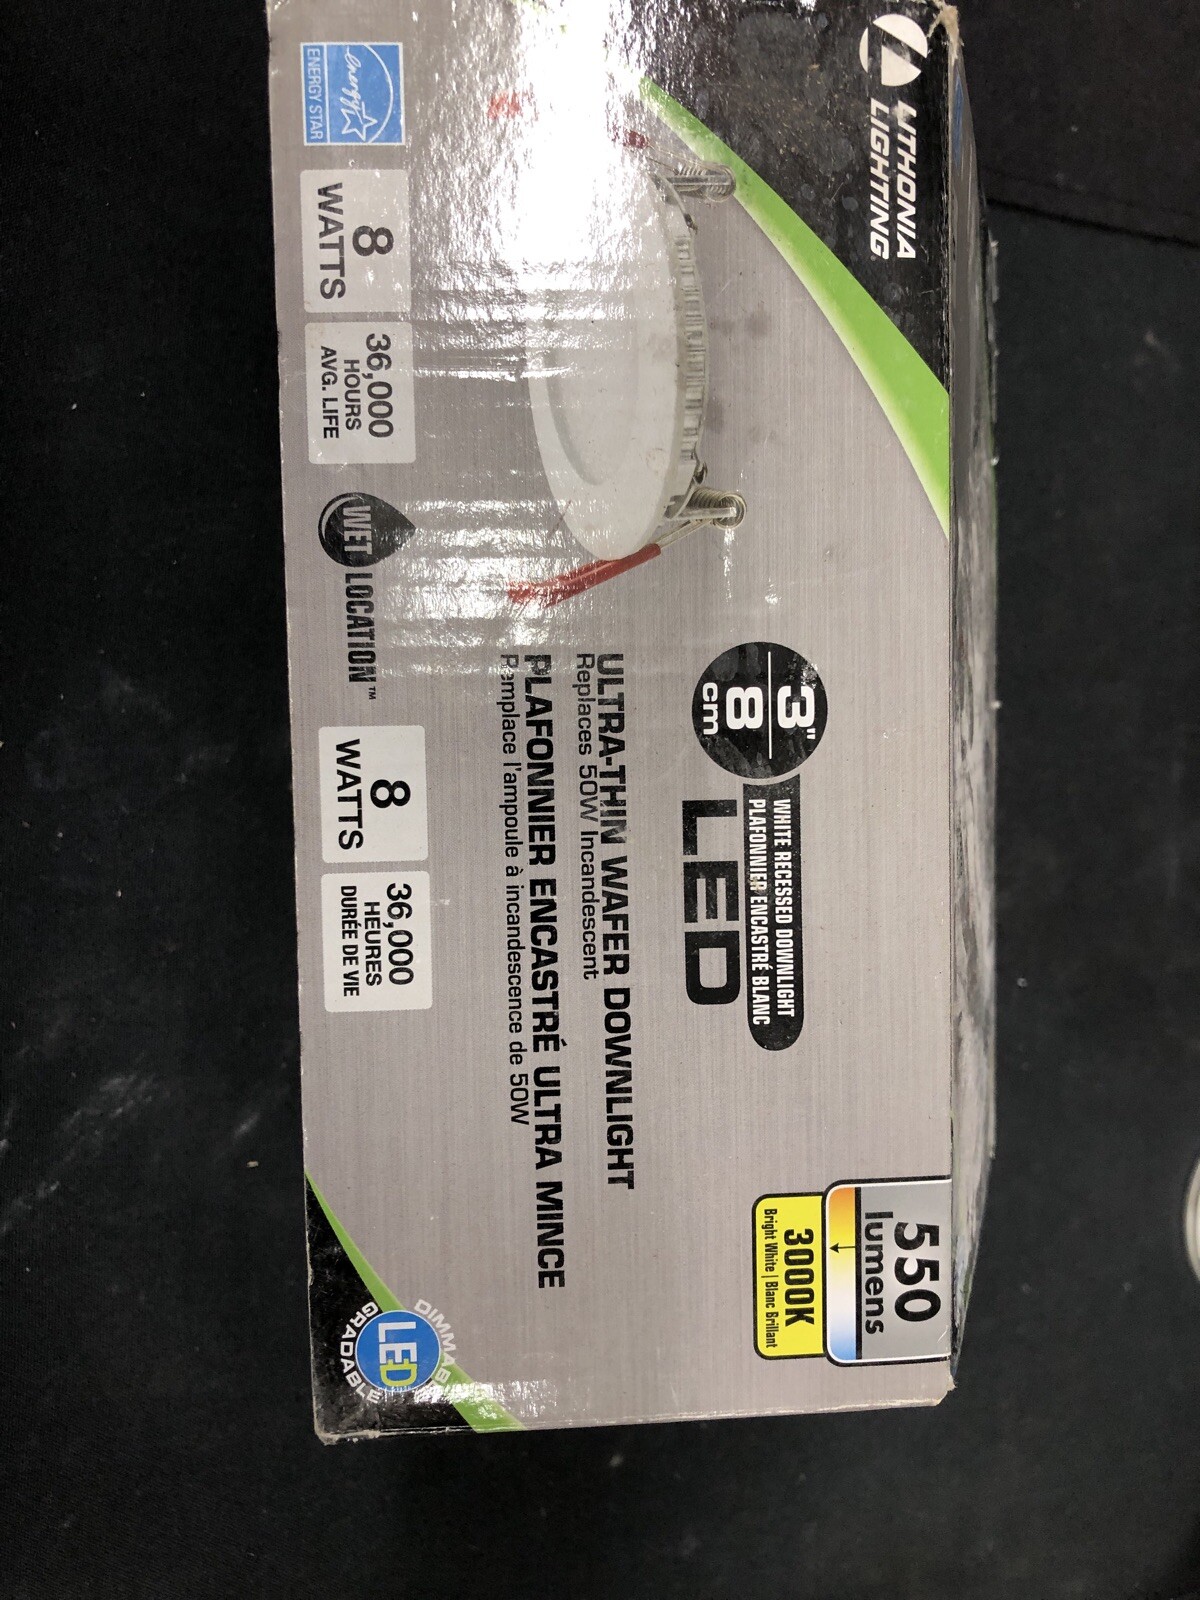 LITHONIA
LIGHTING
550
lumens
3000K
Bright White | Blanc Brillant
3"
8
cm
WHITE RECESSED DOWNLIGHT
PLAFONNIER ENCASTRÉ BLANC
LED
ULTRA-THIN WAFER DOWNLIGHT
Replaces 50W Incandescent
PLAFONNIER ENCASTRÉ ULTRA MINCE
Remplace l'ampoule à incandescence de 50W
energy
ENERGY STAR
8
WATTS
36,000
HOURS
AVG. LIFE
WET LOCATION™
8
WATTS
36,000
HEURES
DURÉE DE VIE
DIMMABLE
LED
GRADABLE